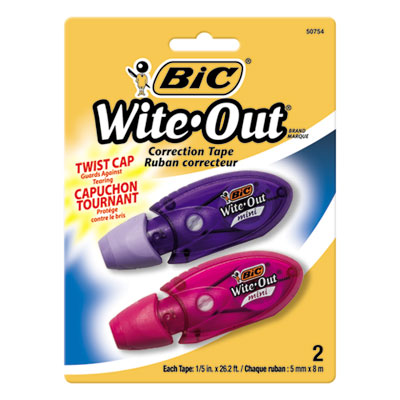 50754
BiC
Wite·Out®
BRAND
MARQUE
Correction Tape
Ruban correcteur
TWIST CAP
Guards Against
Tearing
CAPUCHON
TOURNANT
Protège
contre le bris
BiC
Wite·Out
mini
BiC
Wite·Out
mini
2
Each Tape: 1/5 in. x 26.2 ft. / Chaque ruban : 5 mm x 8 m